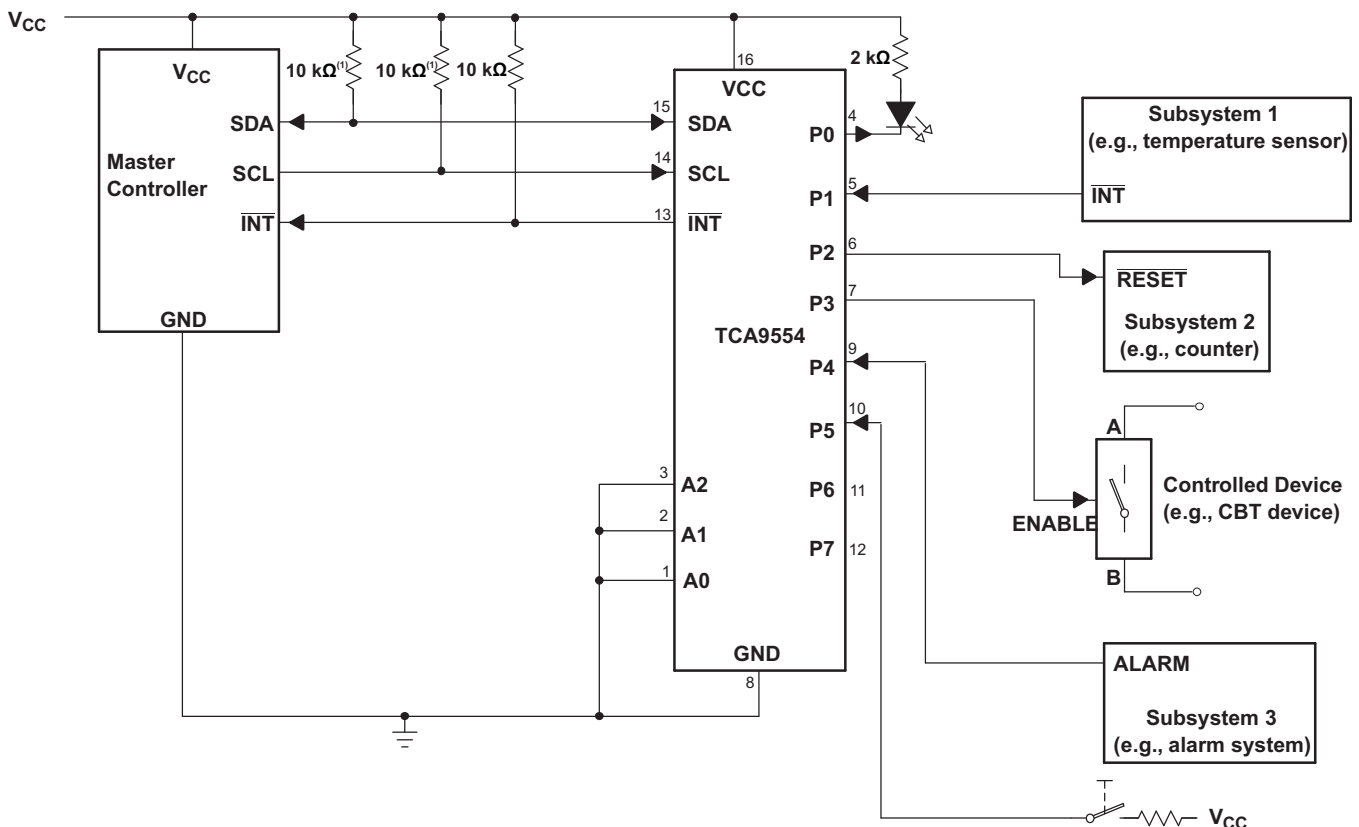 VCC
VCC
10 kΩ(1)
10 kΩ(1)
10 kΩ
SDA
SCL
INT
Master
Controller
GND
16
VCC
15
SDA
14
SCL
13
INT
TCA9554
3
A2
2
A1
1
A0
GND
8
P0
4
P1
5
P2
6
P3
7
P4
9
P5
10
P6
11
P7
12
2 kΩ
Subsystem 1
(e.g., temperature sensor)
INT
RESET
Subsystem 2
(e.g., counter)
A
ENABLE
B
Controlled Device
(e.g., CBT device)
ALARM
Subsystem 3
(e.g., alarm system)
VCC